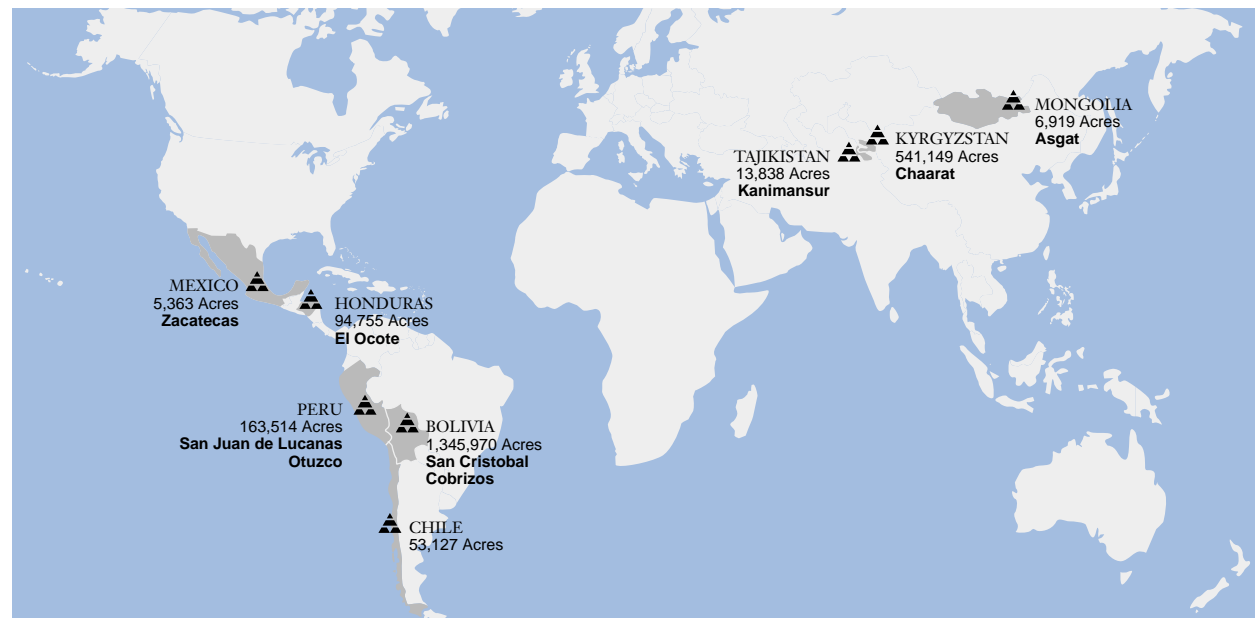 MONGOLIA
6,919 Acres
Asgat
KYRGYZSTAN
541,149 Acres
Chaarat
TAJIKISTAN
13,838 Acres
Kanimansur
MEXICO
5,363 Acres
Zacatecas
HONDURAS
94,755 Acres
El Ocote
PERU
163,514 Acres
San Juan de Lucanas
Otuzco
BOLIVIA
1,345,970 Acres
San Cristobal
Cobrizos
CHILE
53,127 Acres